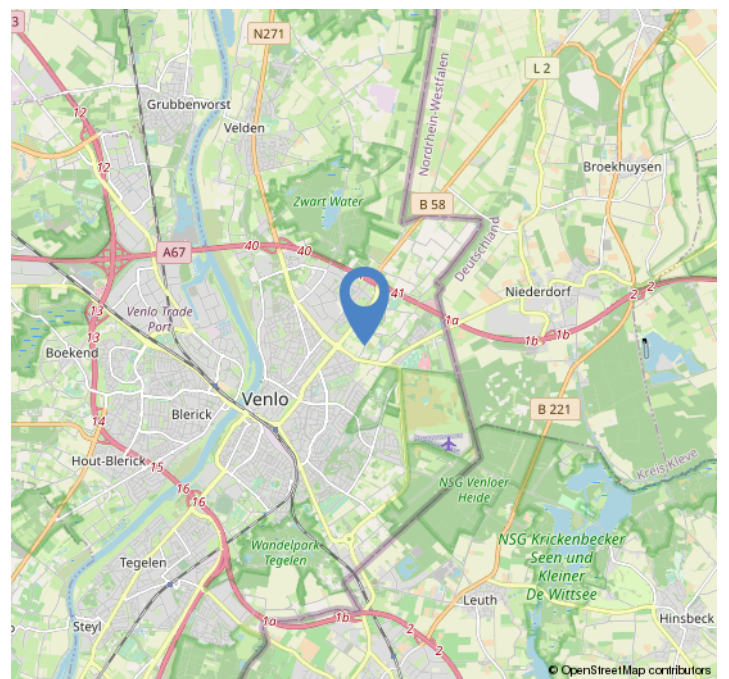 3
N271
L 2
Nordrhein-Westfalen
12
Grubbenvorst
Velden
12
Broekhuysen
Zwart Water
B 58
Deutschland
A67
40
40
41
Niederdorf
2
2
13
Venlo Trade
Port
1a
1b
1b
13
Boekend
Venlo
B 221
Blerick
14
Hout-Blerick
15
16
16
NSG Venloer
Heide
Kreis Kleve
NSG Krickenbecker
Seen und
Kleiner
De Wittsee
Wandelpark
Tegelen
Tegelen
Leuth
Steyl
1a
1b
2
2
Hinsbeck
© OpenStreetMap contributors